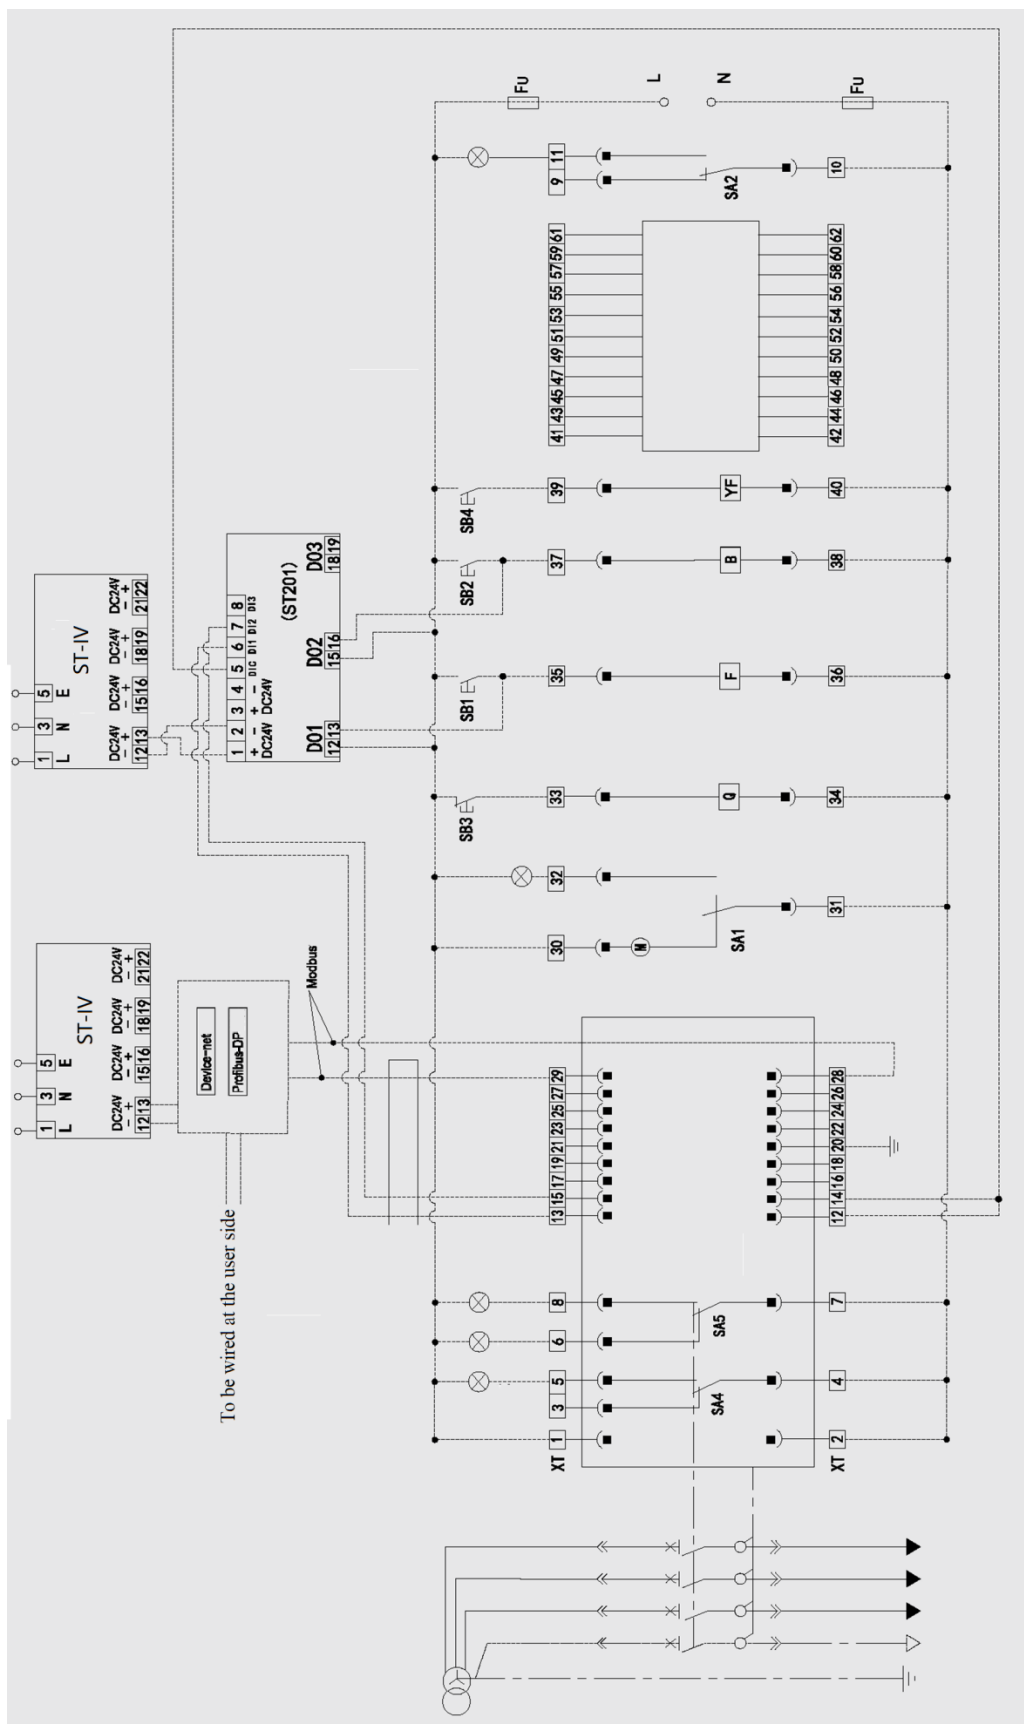 1 3 5
L N E
ST-IV
DC24V DC24V DC24V DC24V
- + - + - + - +
12 13 15 16 18 19 21 22
1 3 5
L N E
ST-IV
DC24V DC24V DC24V DC24V
- + - + - + - +
12 13 15 16 18 19 21 22
Device-net
Profibus-DP
To be wired at the user side
Modbus
1 2 3 4 5 6 7 8
+ - + - DIC DI1 DI2 DI3
DC24V DC24V
(ST201)
DO1 DO2 DO3
12 13 15 16 18 19
SB3 SB1 SB2 SB4
Fu
XT 1 3 5 6 8 13 15 17 19 21 23 25 27 29 30 32 33 35 37 39 41 43 45 47 49 51 53 55 57 59 61 9 11
M
L
N
SA4 SA5 SA1 Q F B YF SA2
XT 2 4 7 12 14 16 18 20 22 24 26 28 31 34 36 38 40 42 44 46 48 50 52 54 56 58 60 62 10
Fu